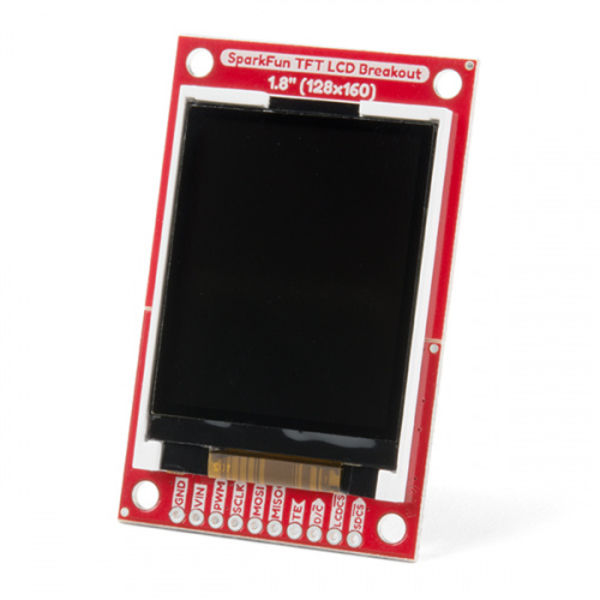 SparkFun TFT LCD Breakout
1.8" (128x160)
GND
VIN
PWM
SCLK
MOSI
MISO
TE
D/C
LCDCS
SDCS